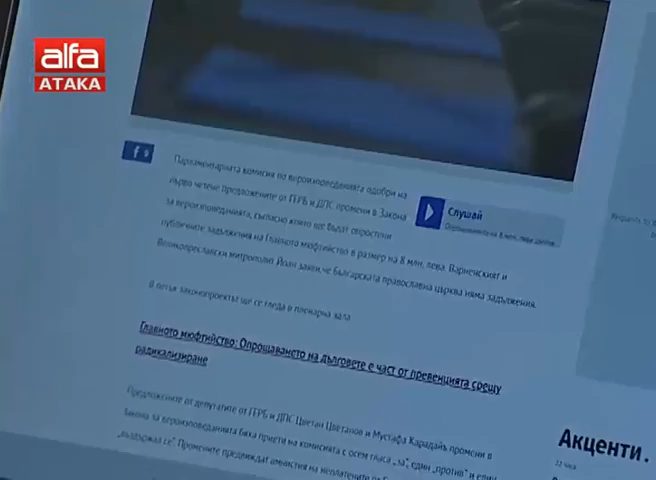 alfa
АТАКА
f 9
Парламентарната комисия по вероизповеданията одобри на
първо четене предложените от ГЕРБ и ДПС промени в Закона
за вероизповеданията, съгласно които ще бъдат опростени
публичните задължения на Главното мюфтийство в размер на 8 млн. лева. Варненският и
Великопреславски митрополит Йоан заяви, че българската православна църква няма задължения.
Слушай
В петък законопроектът ще се гледа в пленарна зала
Главното мюфтийство: Опрощаването на дълговете е част от превенцията срещу
радикализиране
Предложените от депутатите от ГЕРБ и ДПС Цветан Цветанов и Мустафа Карадайъ промени в
Закона за вероизповеданията бяха приети на комисията с осем гласа „за", един „против" и един
„въздържал се". Промените предвиждат амнистия на неплатените
Акценти.